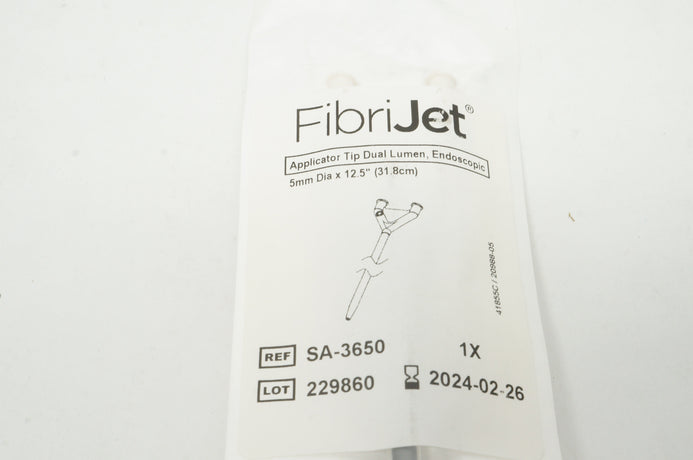 FibriJet®
Applicator Tip Dual Lumen, Endoscopic
5mm Dia x 12.5" (31.8cm)
41855C / 20988-05
REF SA-3650 1X
LOT 229860 2024-02-26